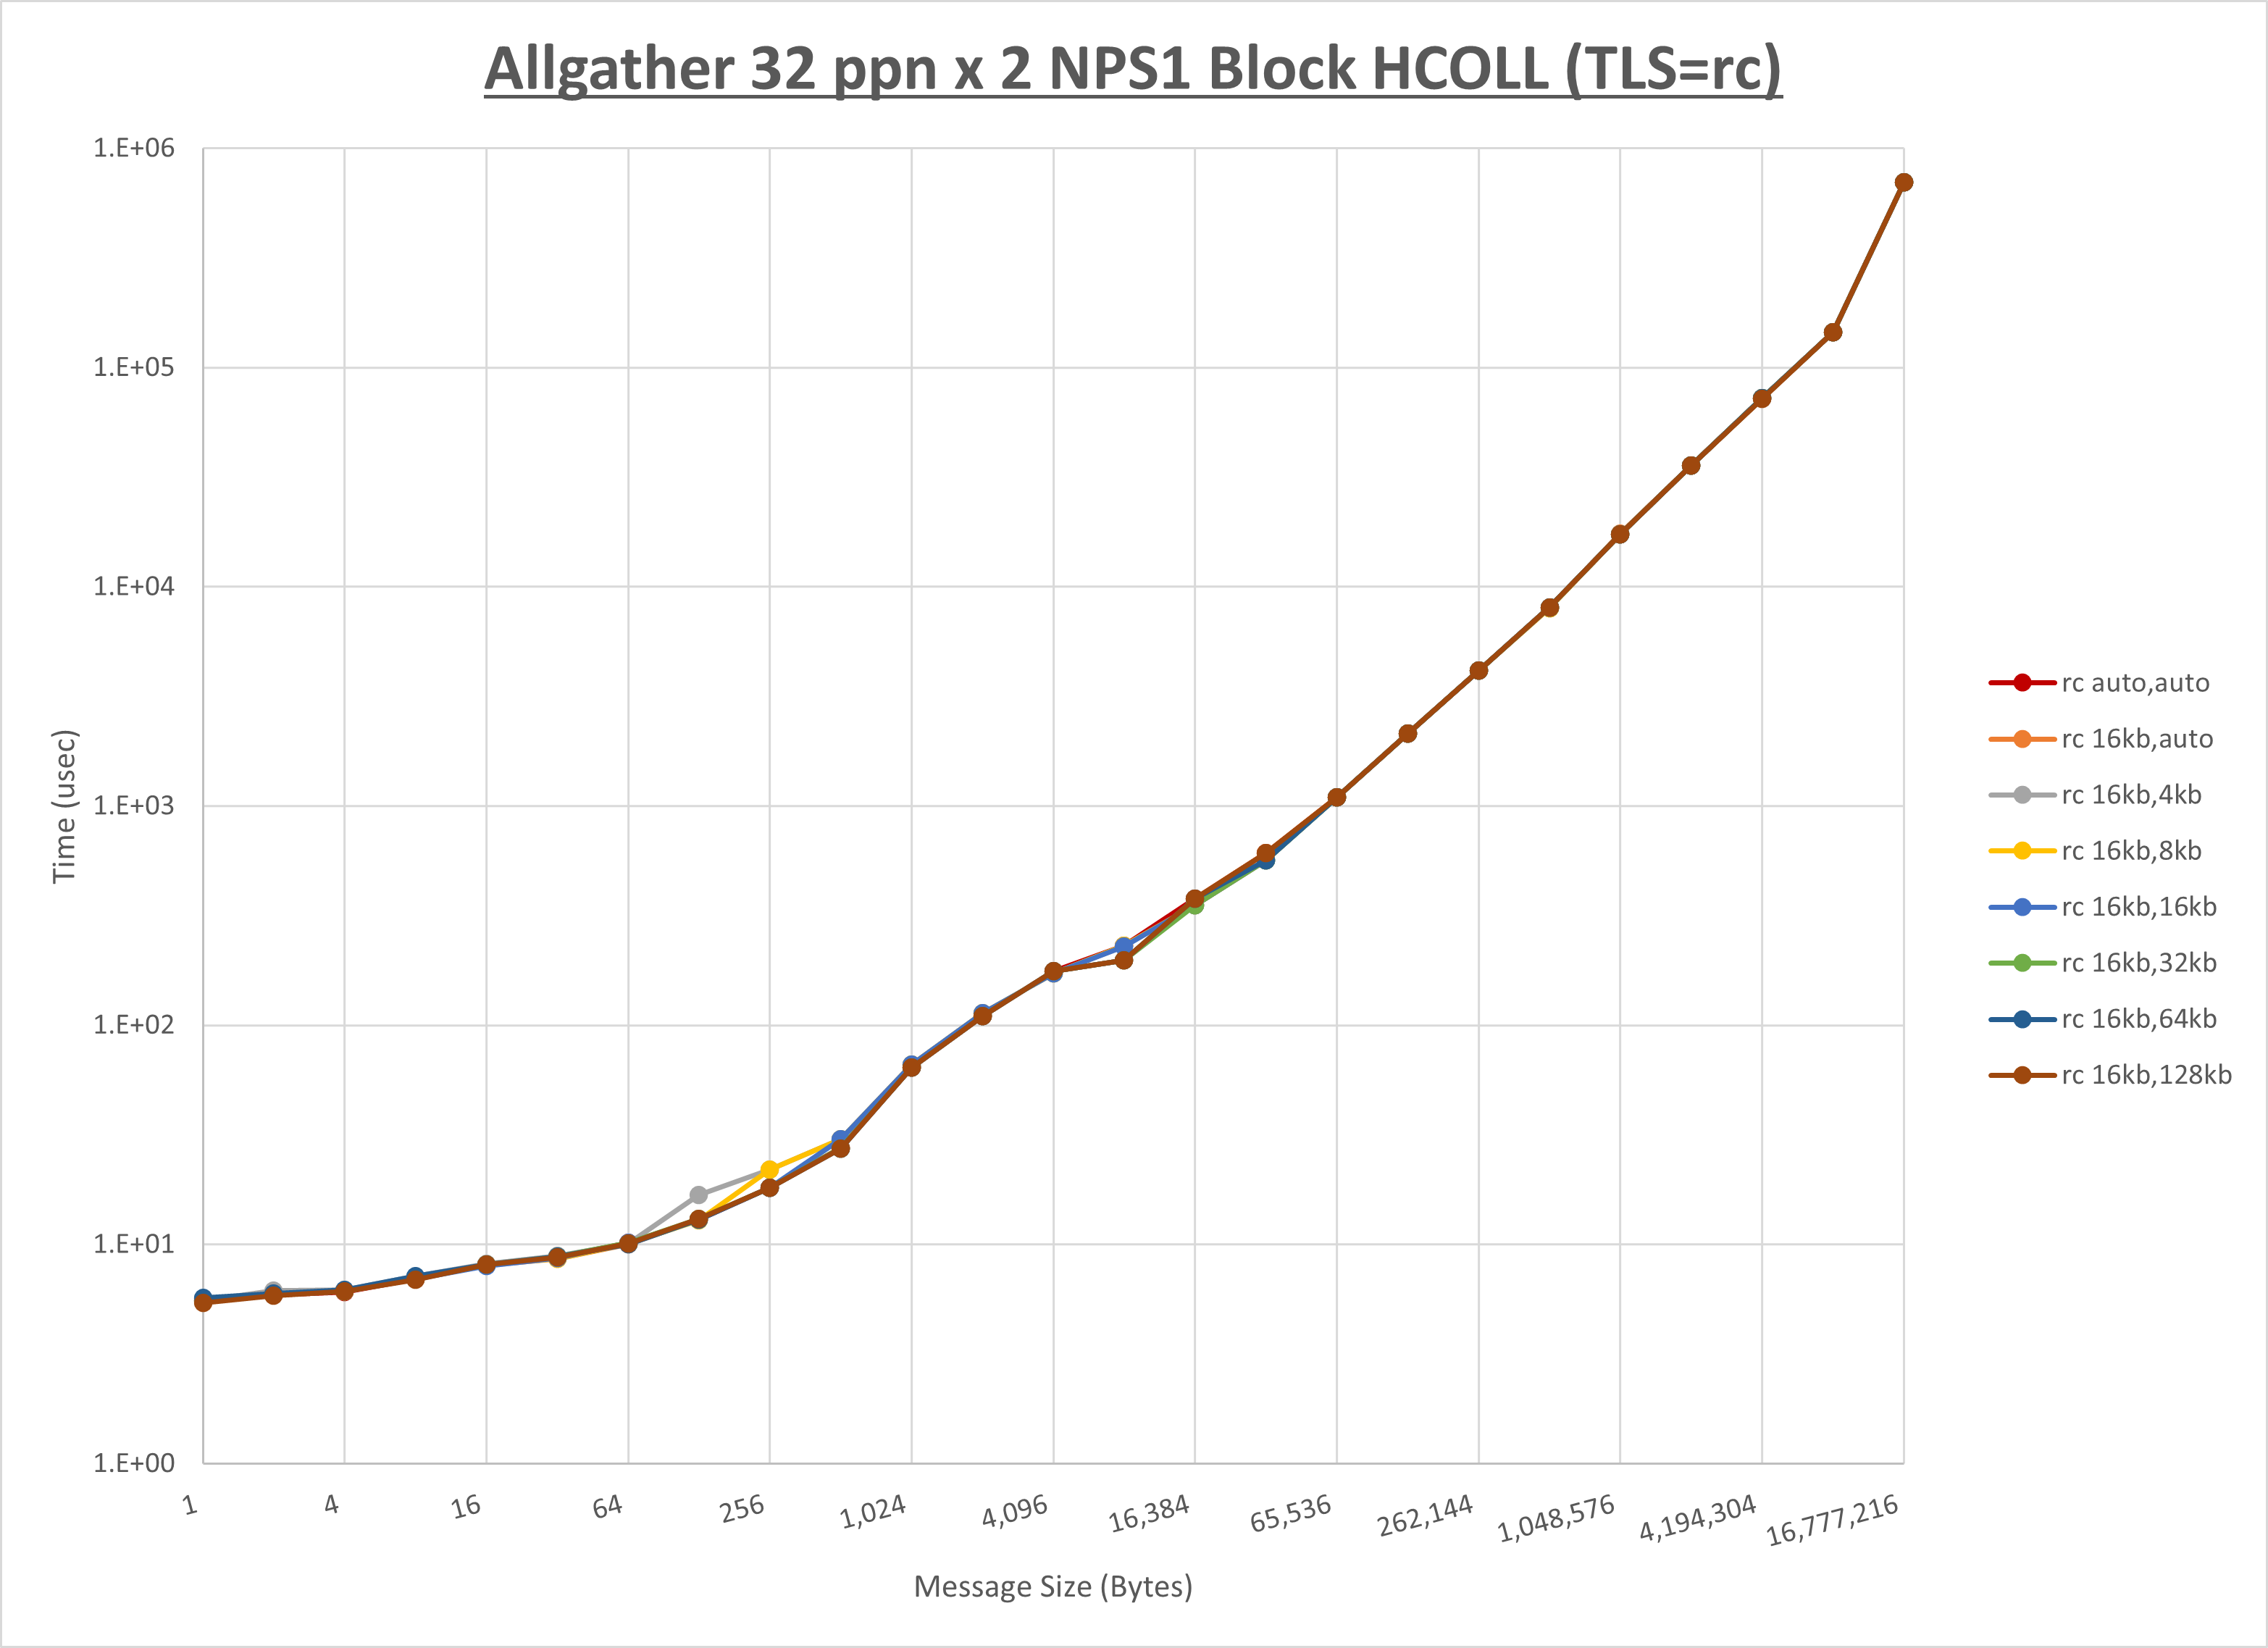 Allgather 32 ppn x 2 NPS1 Block HCOLL (TLS=rc)
1.E+06
1.E+05
1.E+04
1.E+03
1.E+02
1.E+01
1.E+00
Time (usec)
1
4
16
64
256
1,024
4,096
16,384
65,536
262,144
1,048,576
4,194,304
16,777,216
Message Size (Bytes)
rc auto,auto
rc 16kb,auto
rc 16kb,4kb
rc 16kb,8kb
rc 16kb,16kb
rc 16kb,32kb
rc 16kb,64kb
rc 16kb,128kb